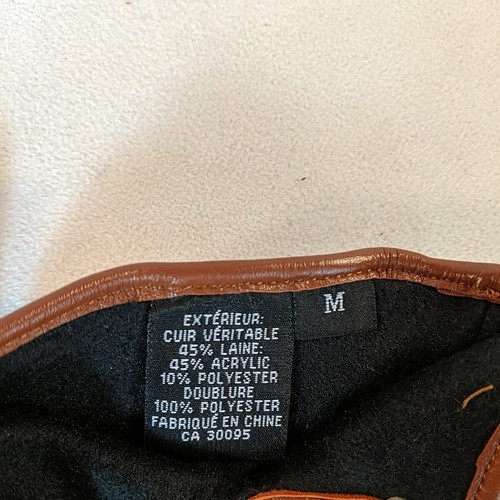 EXTÉRIEUR:
CUIR VÉRITABLE
45% LAINE:
45% ACRYLIC
10% POLYESTER
DOUBLURE
100% POLYESTER
FABRIQUÉ EN CHINE
CA 30095
M